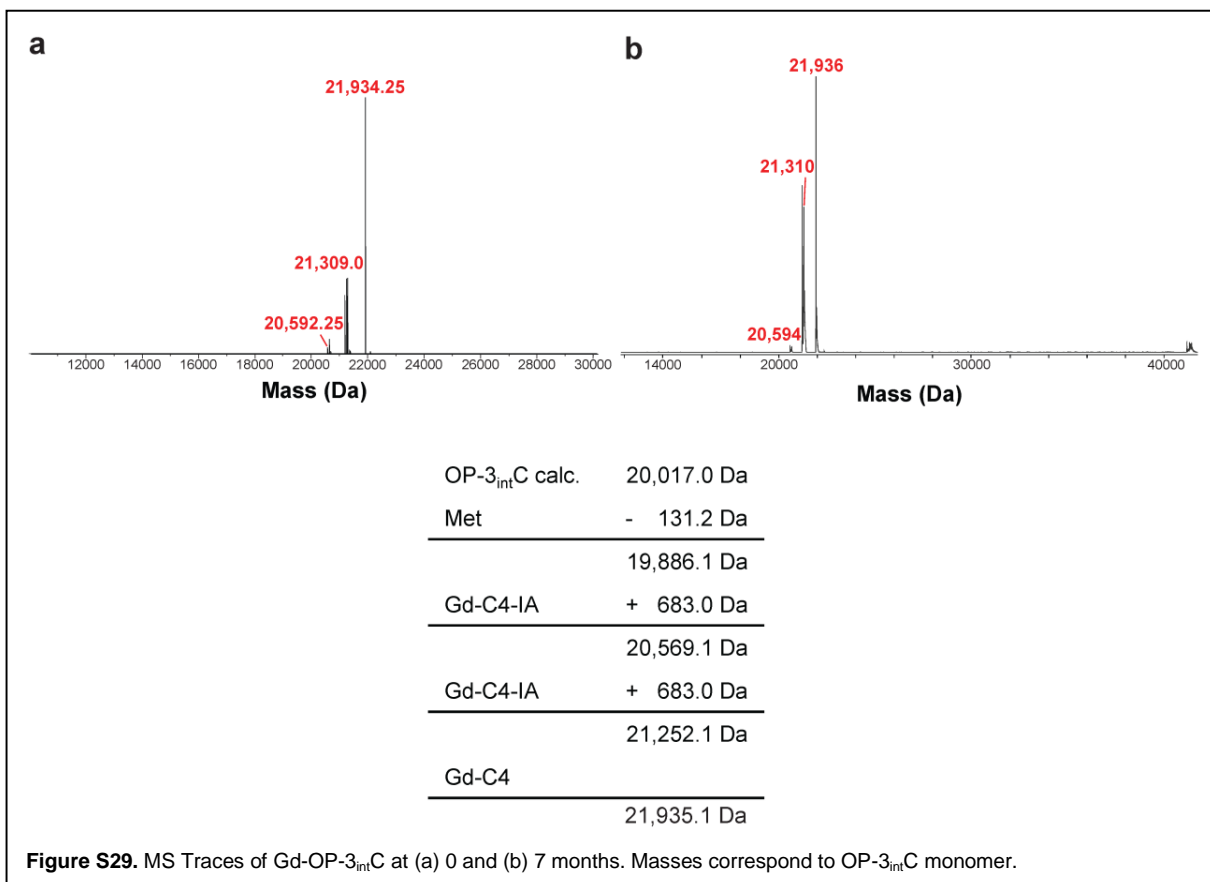 a
b
21,934.25
21,936
21,310
21,309.0
20,592.25
20,594
12000 14000 16000 18000 20000 22000 24000 26000 28000 30000
14000 20000 30000 40000
Mass (Da)
Mass (Da)
OP-3intC calc. 20,017.0 Da
Met - 131.2 Da
19,886.1 Da
Gd-C4-IA + 683.0 Da
20,569.1 Da
Gd-C4-IA + 683.0 Da
21,252.1 Da
Gd-C4
21,935.1 Da
Figure S29. MS Traces of Gd-OP-3intC at (a) 0 and (b) 7 months. Masses correspond to OP-3intC monomer.